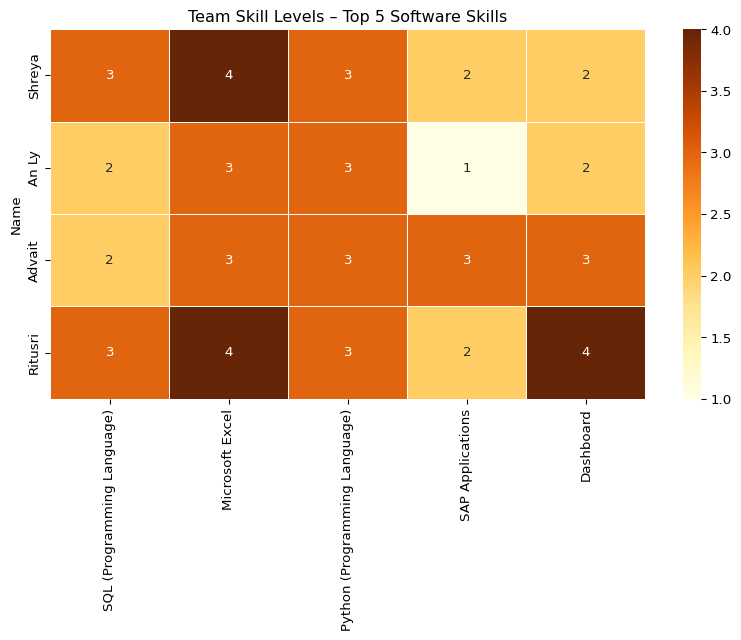 Team Skill Levels – Top 5 Software Skills
Name
Shreya
3 4 3 2 2
An Ly
2 3 3 1 2
Advait
2 3 3 3 3
Ritusri
3 4 3 2 4
SQL (Programming Language)
Microsoft Excel
Python (Programming Language)
SAP Applications
Dashboard
4.0
3.5
3.0
2.5
2.0
1.5
1.0